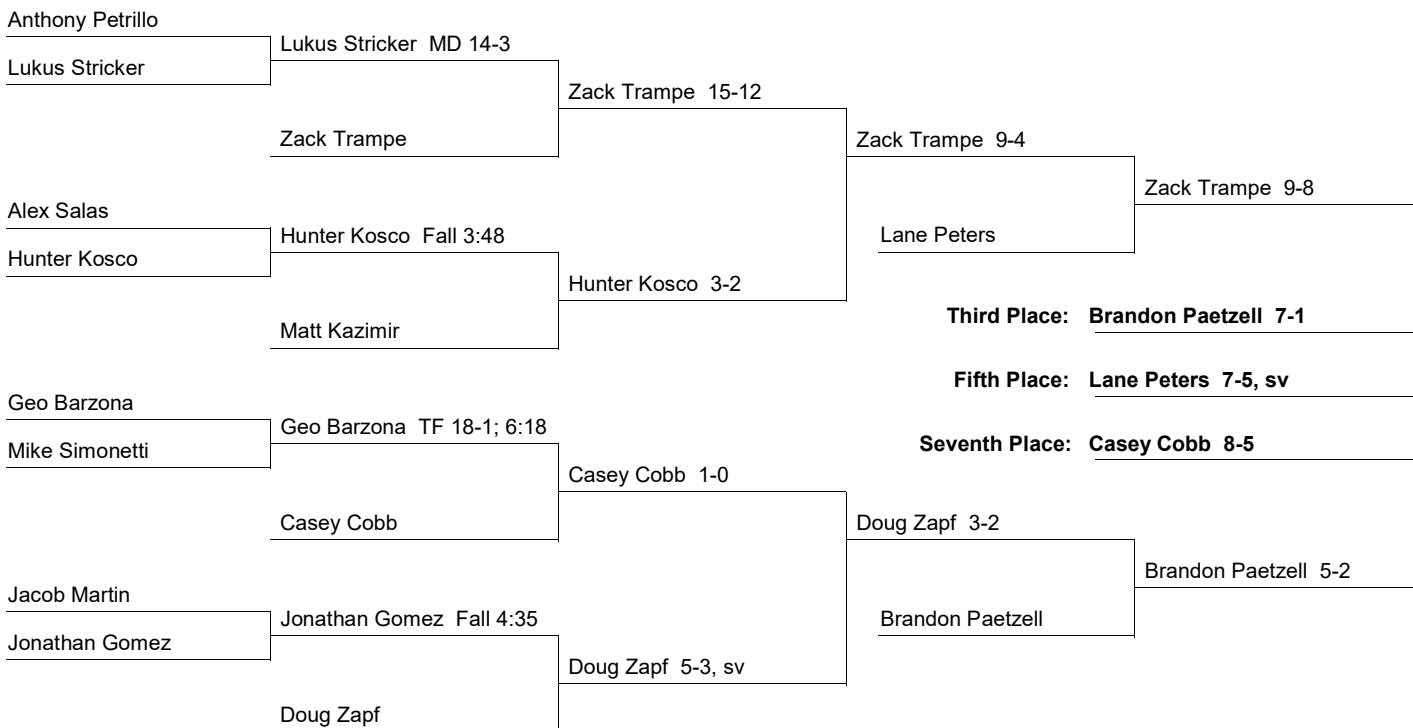 Anthony Petrillo
Lukus Stricker MD 14-3
Lukus Stricker
Zack Trampe 15-12
Zack Trampe
Zack Trampe 9-4
Zack Trampe 9-8
Alex Salas
Hunter Kosco Fall 3:48
Lane Peters
Hunter Kosco
Hunter Kosco 3-2
Third Place: Brandon Paetzell 7-1
Matt Kazimir
Fifth Place: Lane Peters 7-5, sv
Geo Barzona
Geo Barzona TF 18-1; 6:18
Mike Simonetti
Seventh Place: Casey Cobb 8-5
Casey Cobb 1-0
Casey Cobb
Doug Zapf 3-2
Brandon Paetzell 5-2
Jacob Martin
Jonathan Gomez Fall 4:35
Brandon Paetzell
Jonathan Gomez
Doug Zapf 5-3, sv
Doug Zapf